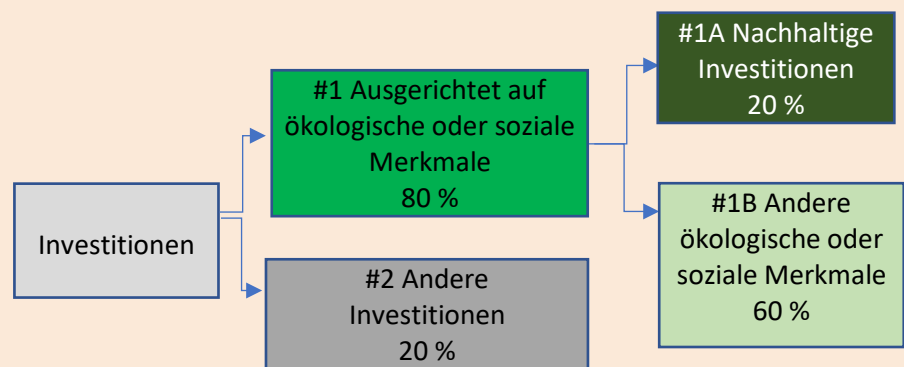 Investitionen
#1 Ausgerichtet auf
ökologische oder soziale
Merkmale
80 %
#2 Andere
Investitionen
20 %
#1A Nachhaltige
Investitionen
20 %
#1B Andere
ökologische oder
soziale Merkmale
60 %